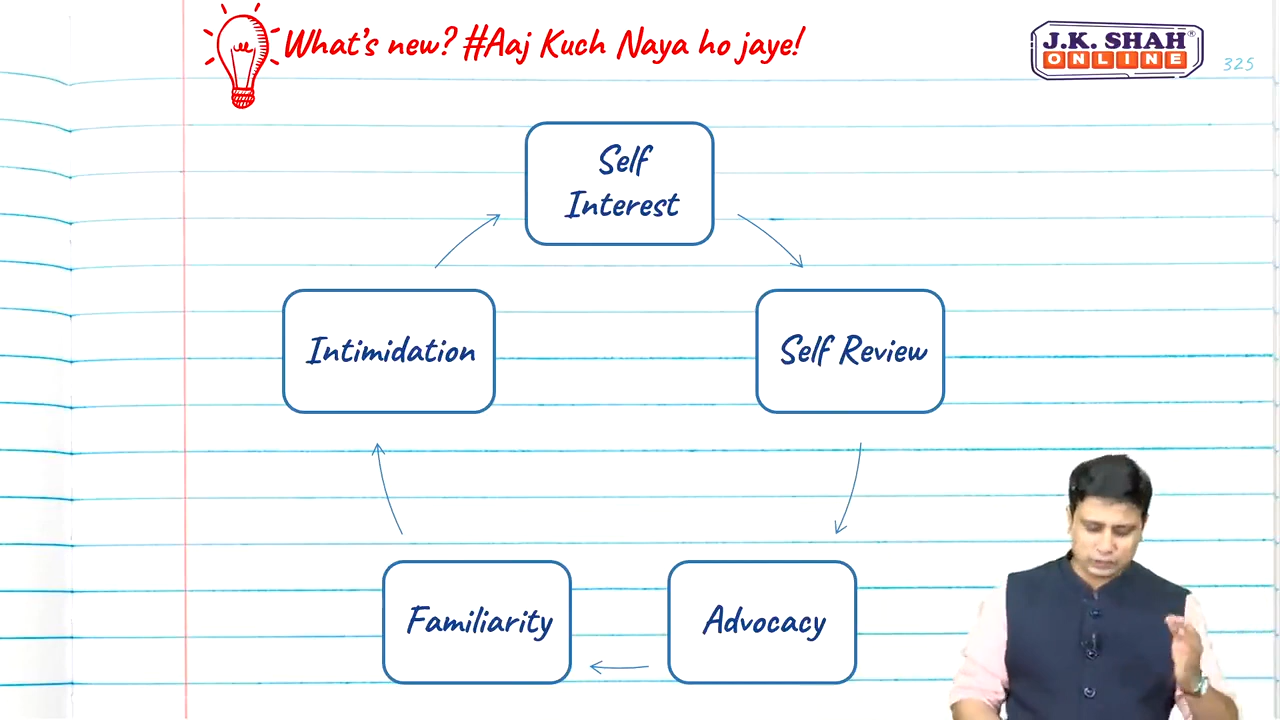 What's new? #Aaj Kuch Naya ho jaye!
J.K. SHAH®
ONLINE
325
Self
Interest
Intimidation
Self Review
Familiarity
Advocacy